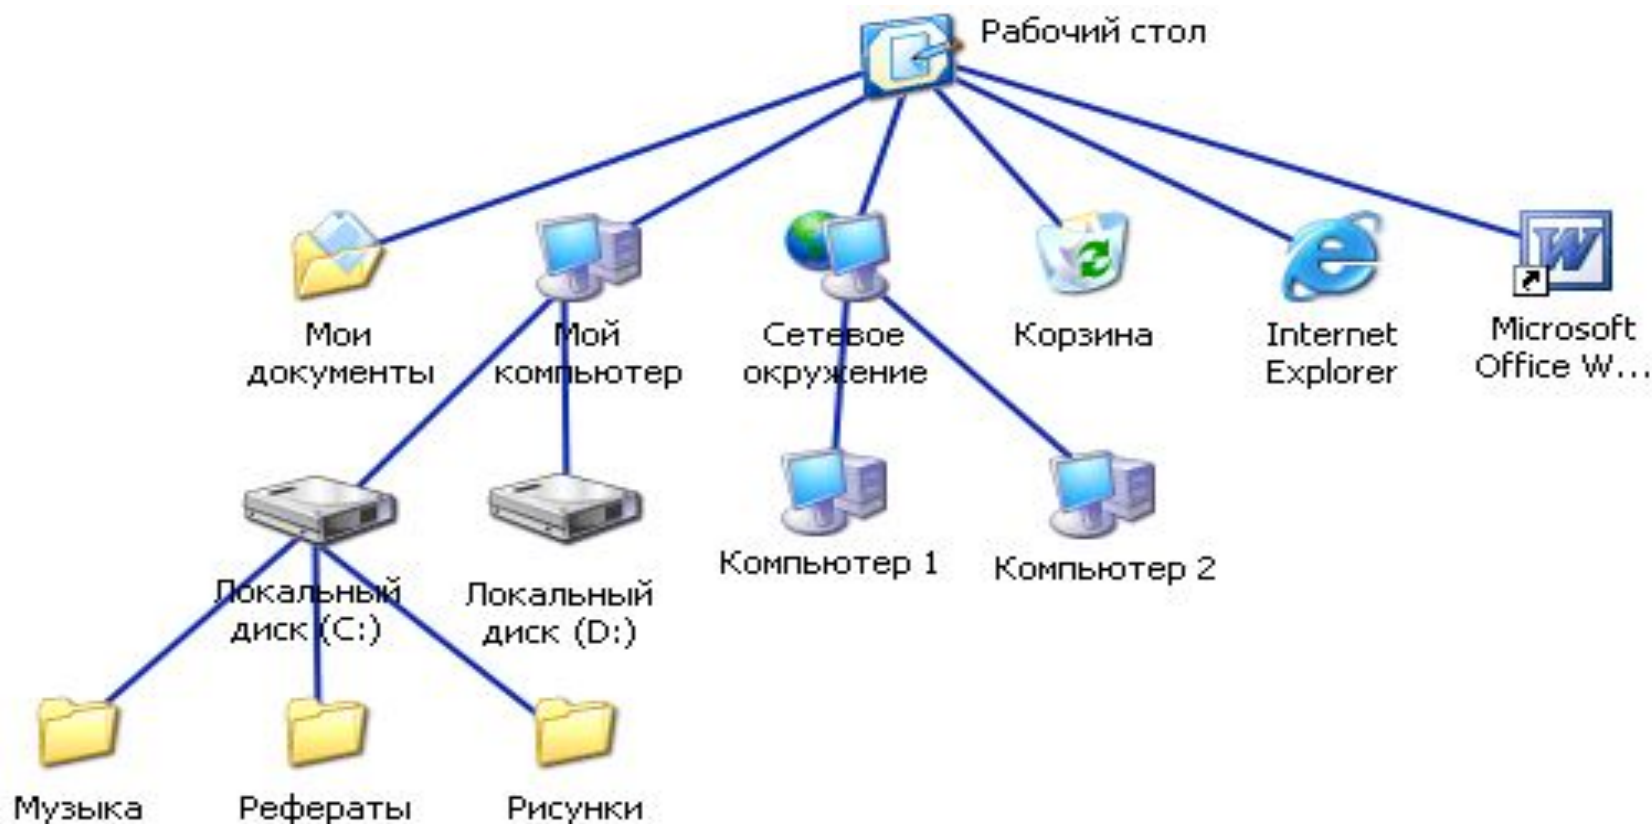 Рабочий стол
Мои
документы
Мой
компьютер
Сетевое
окружение
Корзина
Internet
Explorer
Microsoft
Office W...
Локальный
диск (C:)
Локальный
диск (D:)
Компьютер 1
Компьютер 2
Музыка
Рефераты
Рисунки